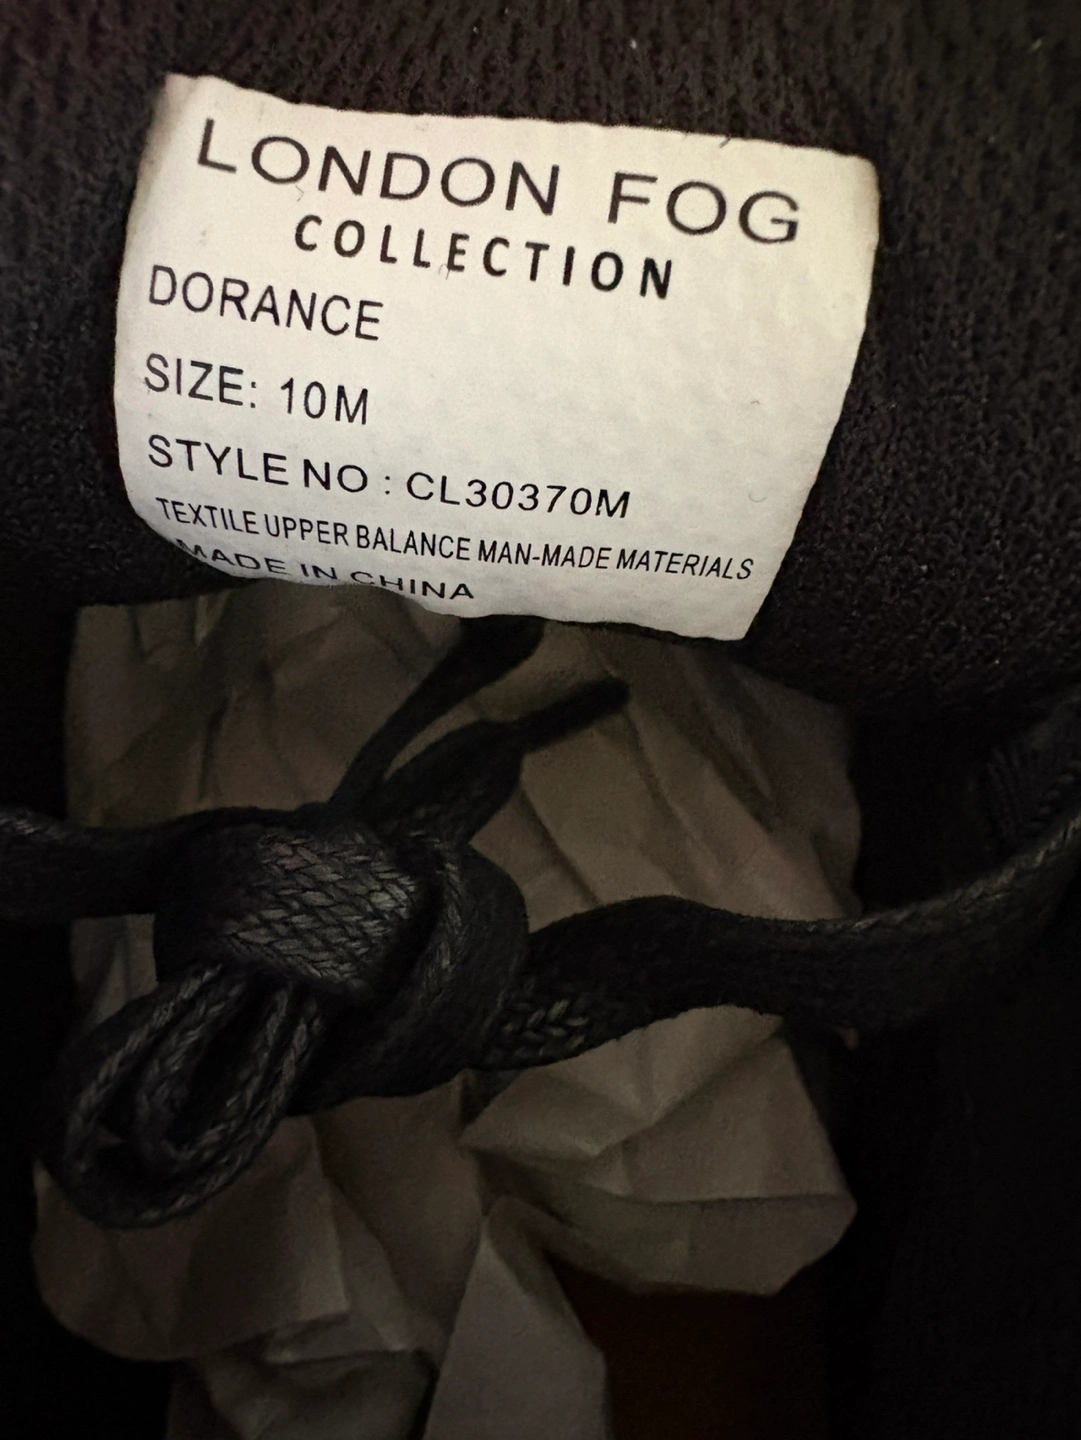 LONDON FOG
COLLECTION
DORANCE
SIZE: 10M
STYLE NO : CL30370M
TEXTILE UPPER BALANCE MAN-MADE MATERIALS
MADE IN CHINA